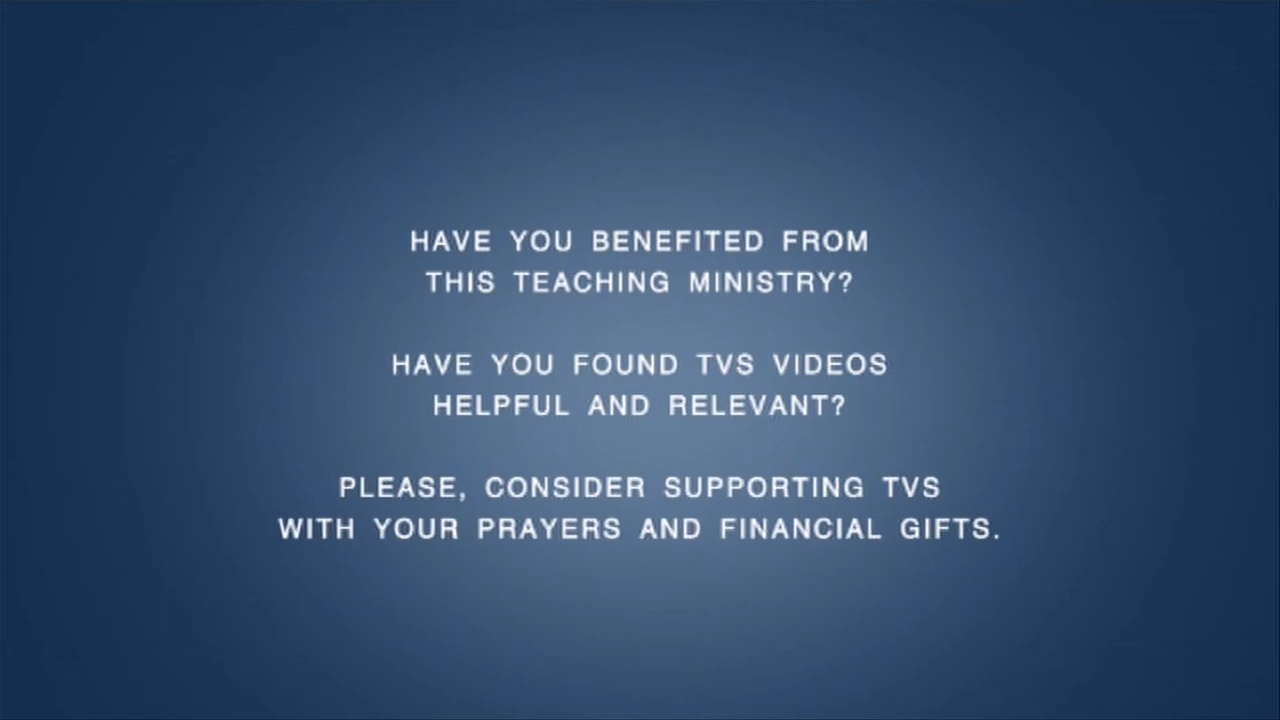 HAVE YOU BENEFITED FROM
THIS TEACHING MINISTRY?
HAVE YOU FOUND TVS VIDEOS
HELPFUL AND RELEVANT?
PLEASE, CONSIDER SUPPORTING TVS
WITH YOUR PRAYERS AND FINANCIAL GIFTS.